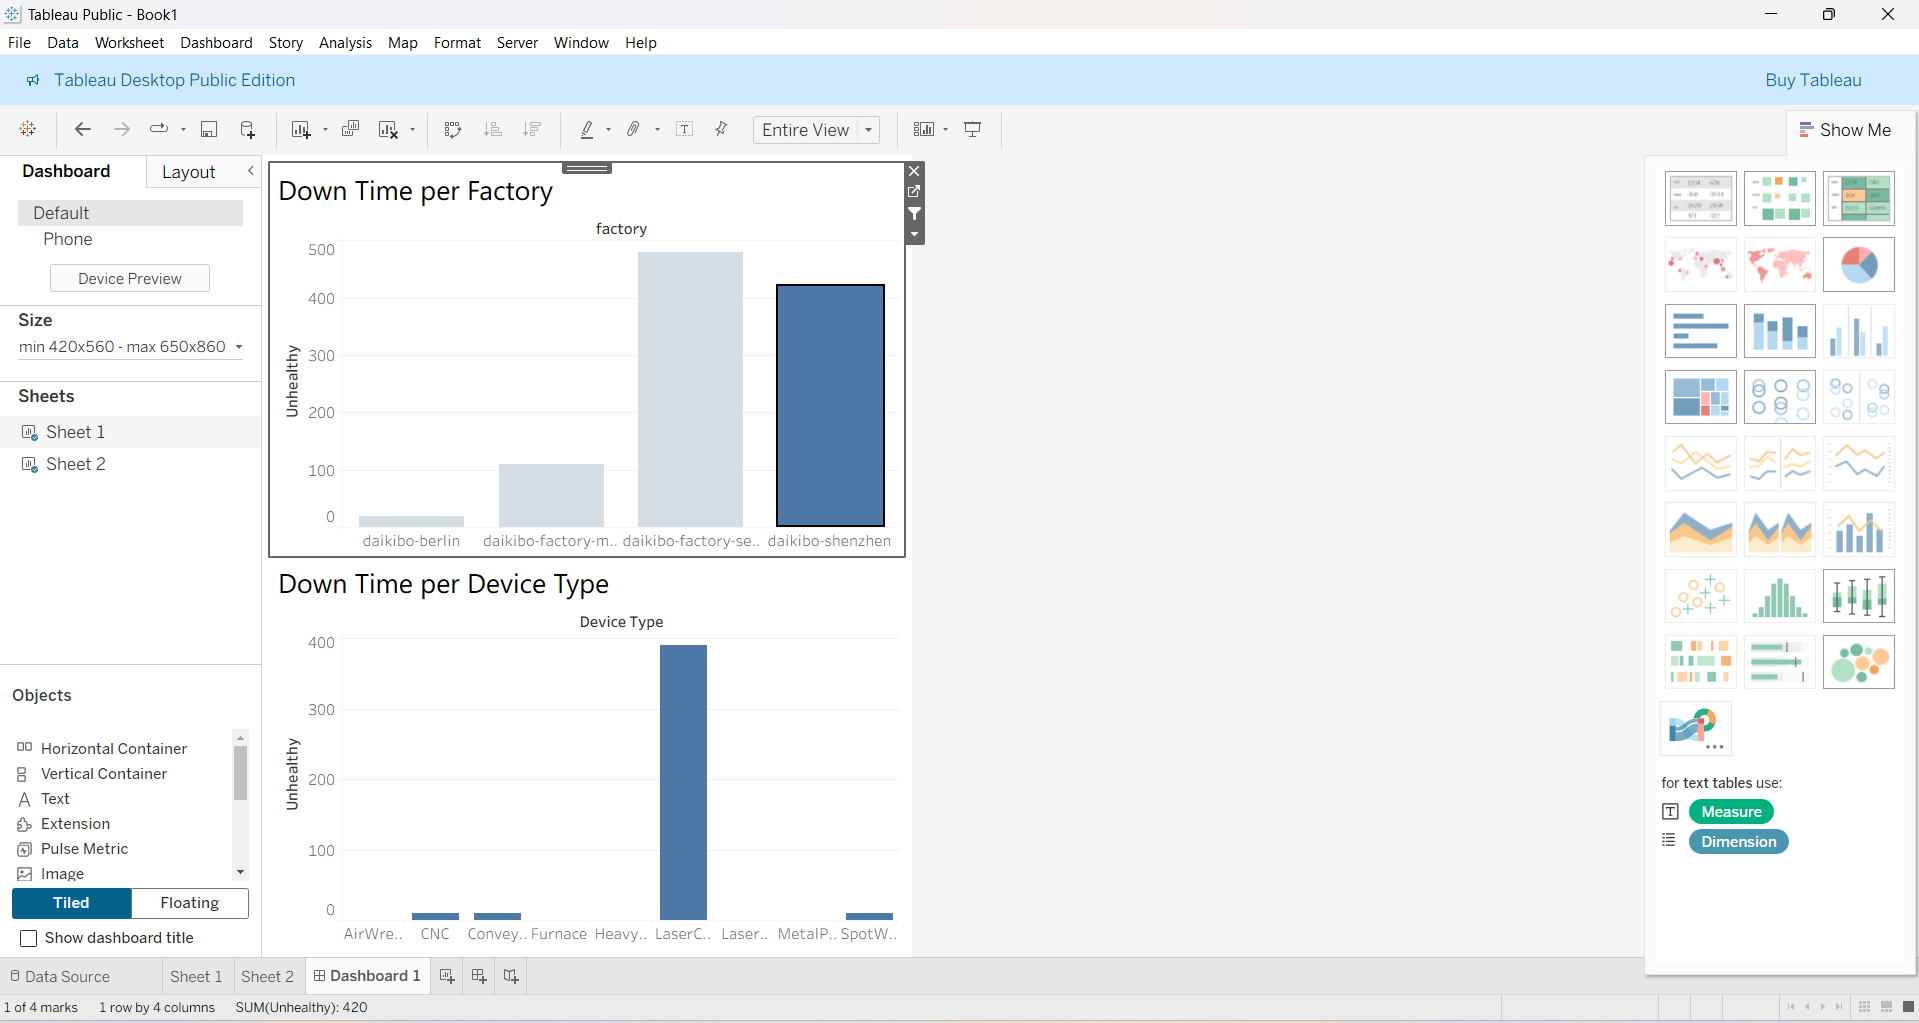 Tableau Public - Book1
File Data Worksheet Dashboard Story Analysis Map Format Server Window Help
Tableau Desktop Public Edition
Buy Tableau
Entire View
Show Me
Dashboard
Layout
Default
Phone
Device Preview
Size
min 420x560 - max 650x860
Sheets
Sheet 1
Sheet 2
Objects
Horizontal Container
Vertical Container
Text
Extension
Pulse Metric
Image
Tiled
Floating
Show dashboard title
Down Time per Factory
factory
Unhealthy
500
400
300
200
100
0
daikibo-berlin daikibo-factory-m.. daikibo-factory-se.. daikibo-shenzhen
Down Time per Device Type
Device Type
Unhealthy
400
300
200
100
0
AirWre.. CNC Convey.. Furnace Heavy.. LaserC.. Laser.. MetalP.. SpotW..
for text tables use:
Measure
Dimension
Data Source Sheet 1 Sheet 2 Dashboard 1
1 of 4 marks 1 row by 4 columns SUM(Unhealthy): 420